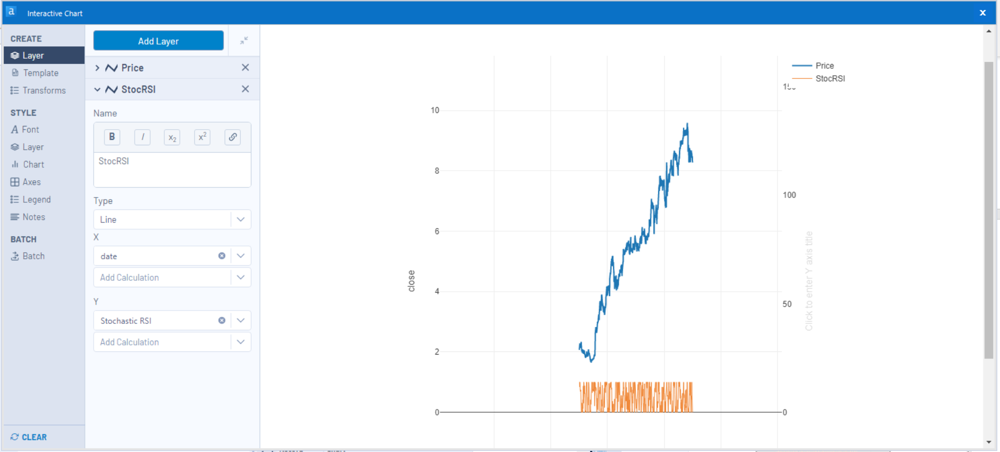 a Interactive Chart x
CREATE
Layer
Template
Transforms
STYLE
A Font
Layer
Chart
Axes
Legend
Notes
BATCH
Batch
CLEAR
Add Layer
Price
StocRSI
Name
B I x2 x2
StocRSI
Type
Line
X
date
Add Calculation
Y
Stochastic RSI
Add Calculation
close
10
8
6
4
2
0
100
50
0
Click to enter Y axis title
Price
StocRSI